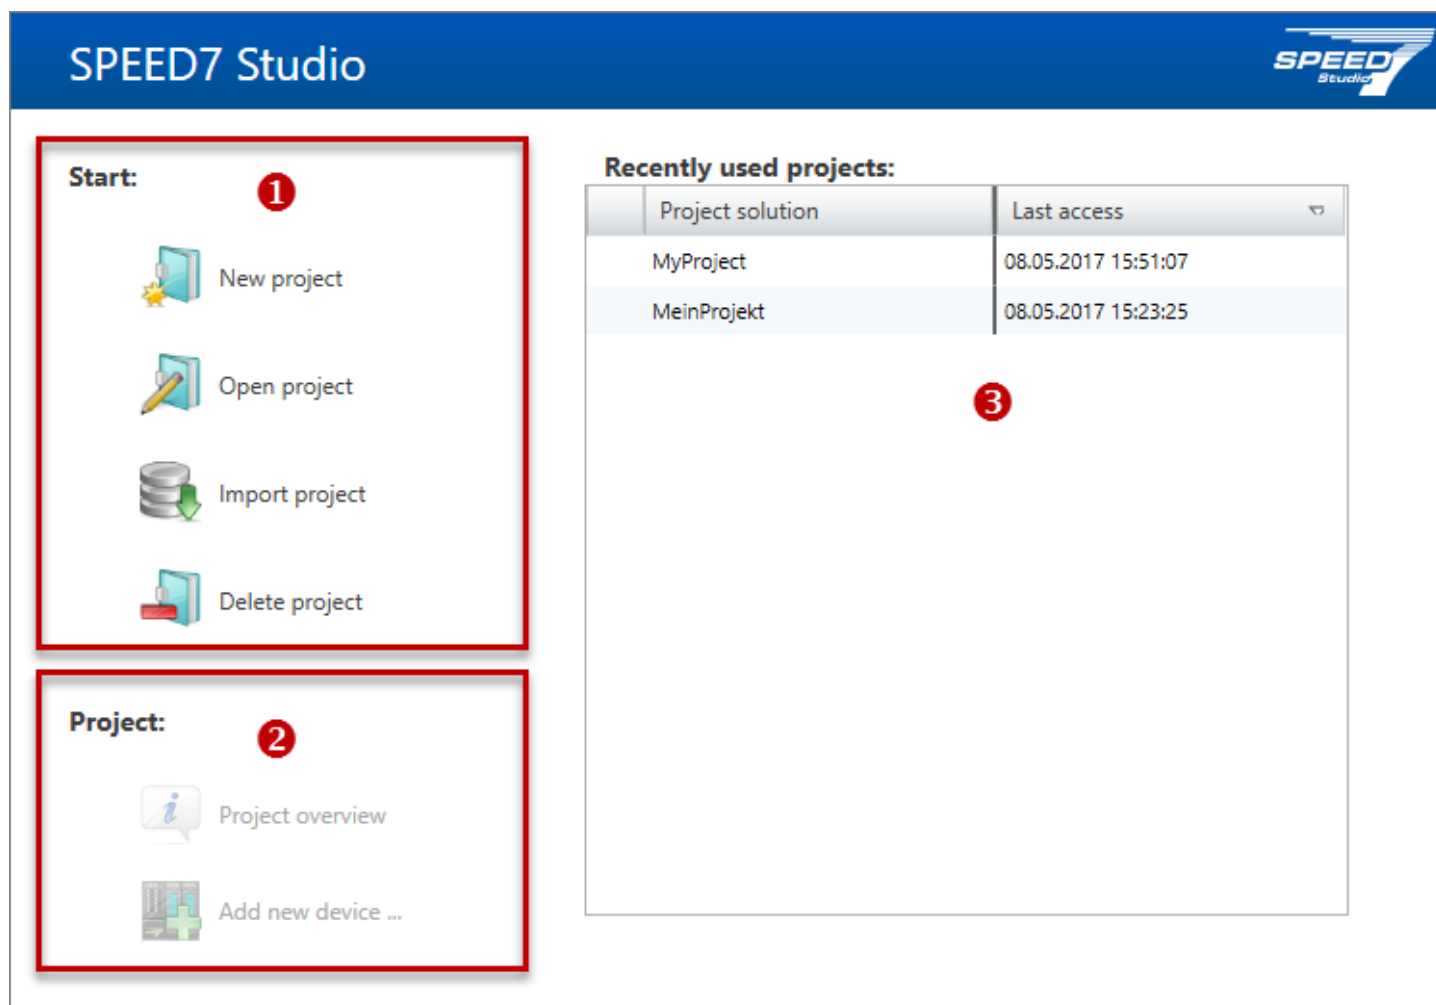 SPEED7 Studio
SPEED7
Studio
Start:
1
New project
Open project
Import project
Delete project
Project:
2
Project overview
Add new device ...
Recently used projects:
Project solution Last access
MyProject 08.05.2017 15:51:07
MeinProjekt 08.05.2017 15:23:25
3